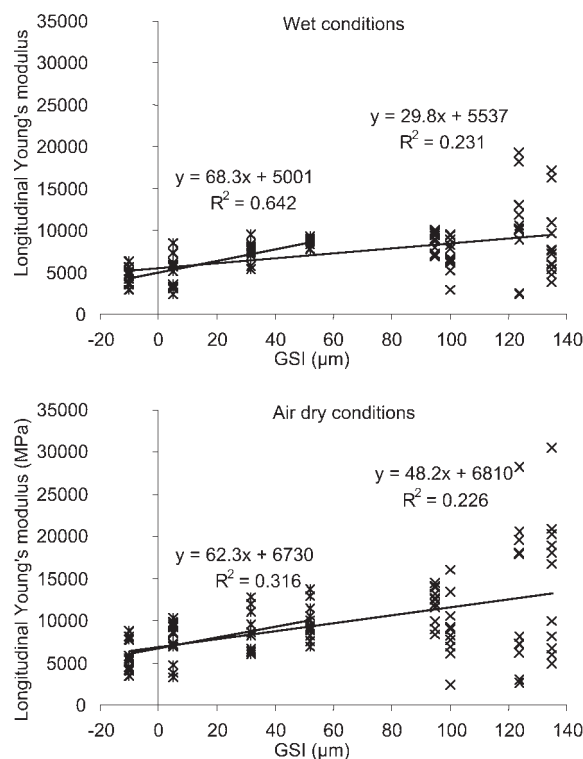 Wet conditions
Longitudinal Young's modulus
35000
30000
25000
20000
15000
10000
5000
0
y = 68.3x + 5001
R² = 0.642
y = 29.8x + 5537
R² = 0.231
-20 0 20 40 60 80 100 120 140
GSI (µm)
Air dry conditions
Longitudinal Young's modulus (MPa)
35000
30000
25000
20000
15000
10000
5000
0
y = 62.3x + 6730
R² = 0.316
y = 48.2x + 6810
R² = 0.226
-20 0 20 40 60 80 100 120 140
GSI (µm)